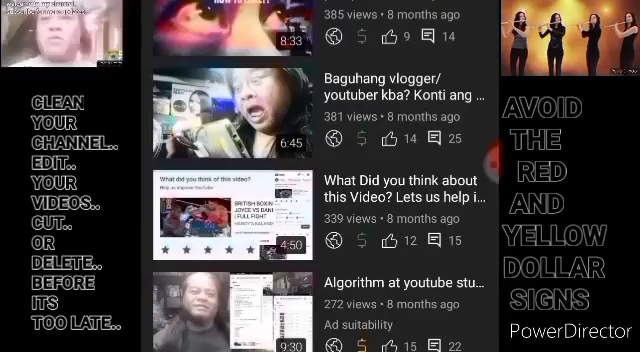 385 views • 8 months ago
9 14
8:33
Baguhang vlogger/
youtuber kba? Konti ang ...
381 views • 8 months ago
14 25
6:45
What Did you think about
this Video? Lets us help i...
339 views • 8 months ago
12 15
What did you think of this video?
Help us improve YouTube
BRITISH BOXIN
JOYCE VS DANI
| FULL FIGHT
4:50
Algorithm at youtube stu...
272 views • 8 months ago
Ad suitability
15 22
9:30
CLEAN
YOUR
CHANNEL..
EDIT..
YOUR
VIDEOS..
CUT..
OR
DELETE..
BEFORE
ITS
TOO LATE..
AVOID
THE
RED
AND
YELLOW
DOLLAR
SIGNS
PowerDirector